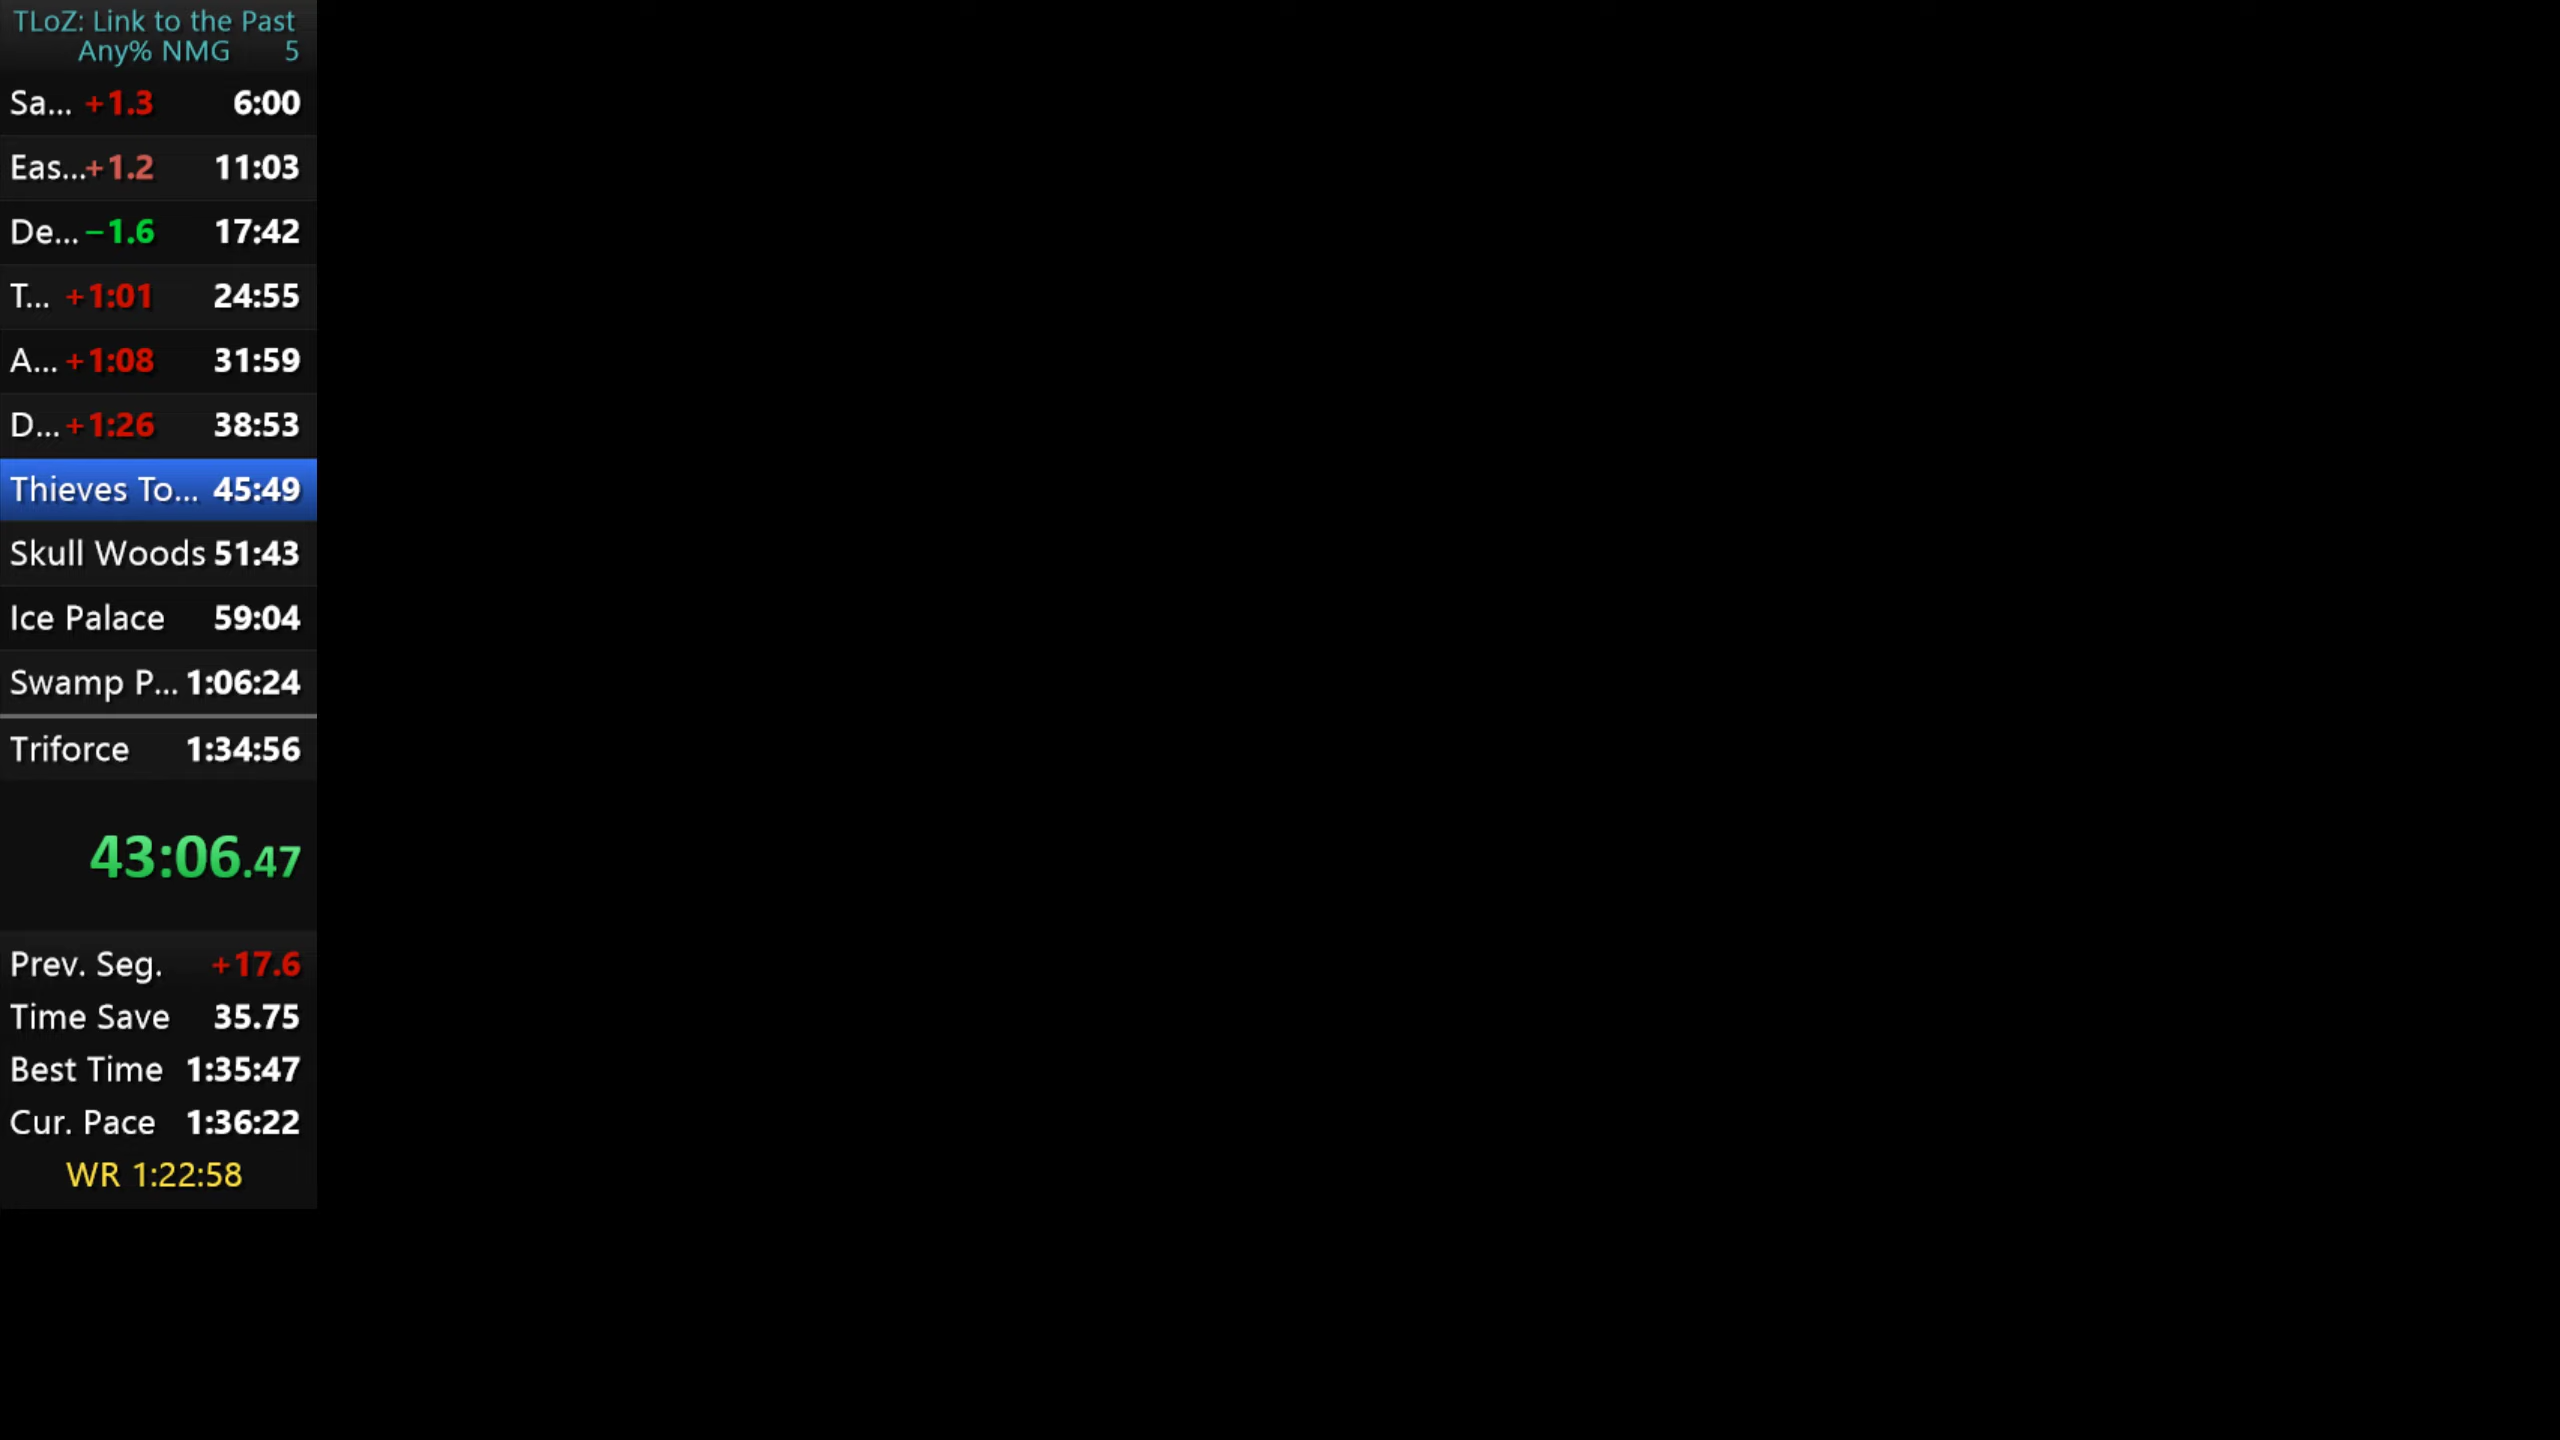 TLoZ: Link to the Past
Any% NMG 5
Sa... +1.3 6:00
Eas... +1.2 11:03
De... −1.6 17:42
T... +1:01 24:55
A... +1:08 31:59
D... +1:26 38:53
Thieves To... 45:49
Skull Woods 51:43
Ice Palace 59:04
Swamp P... 1:06:24
Triforce 1:34:56
43:06.47
Prev. Seg. +17.6
Time Save 35.75
Best Time 1:35:47
Cur. Pace 1:36:22
WR 1:22:58